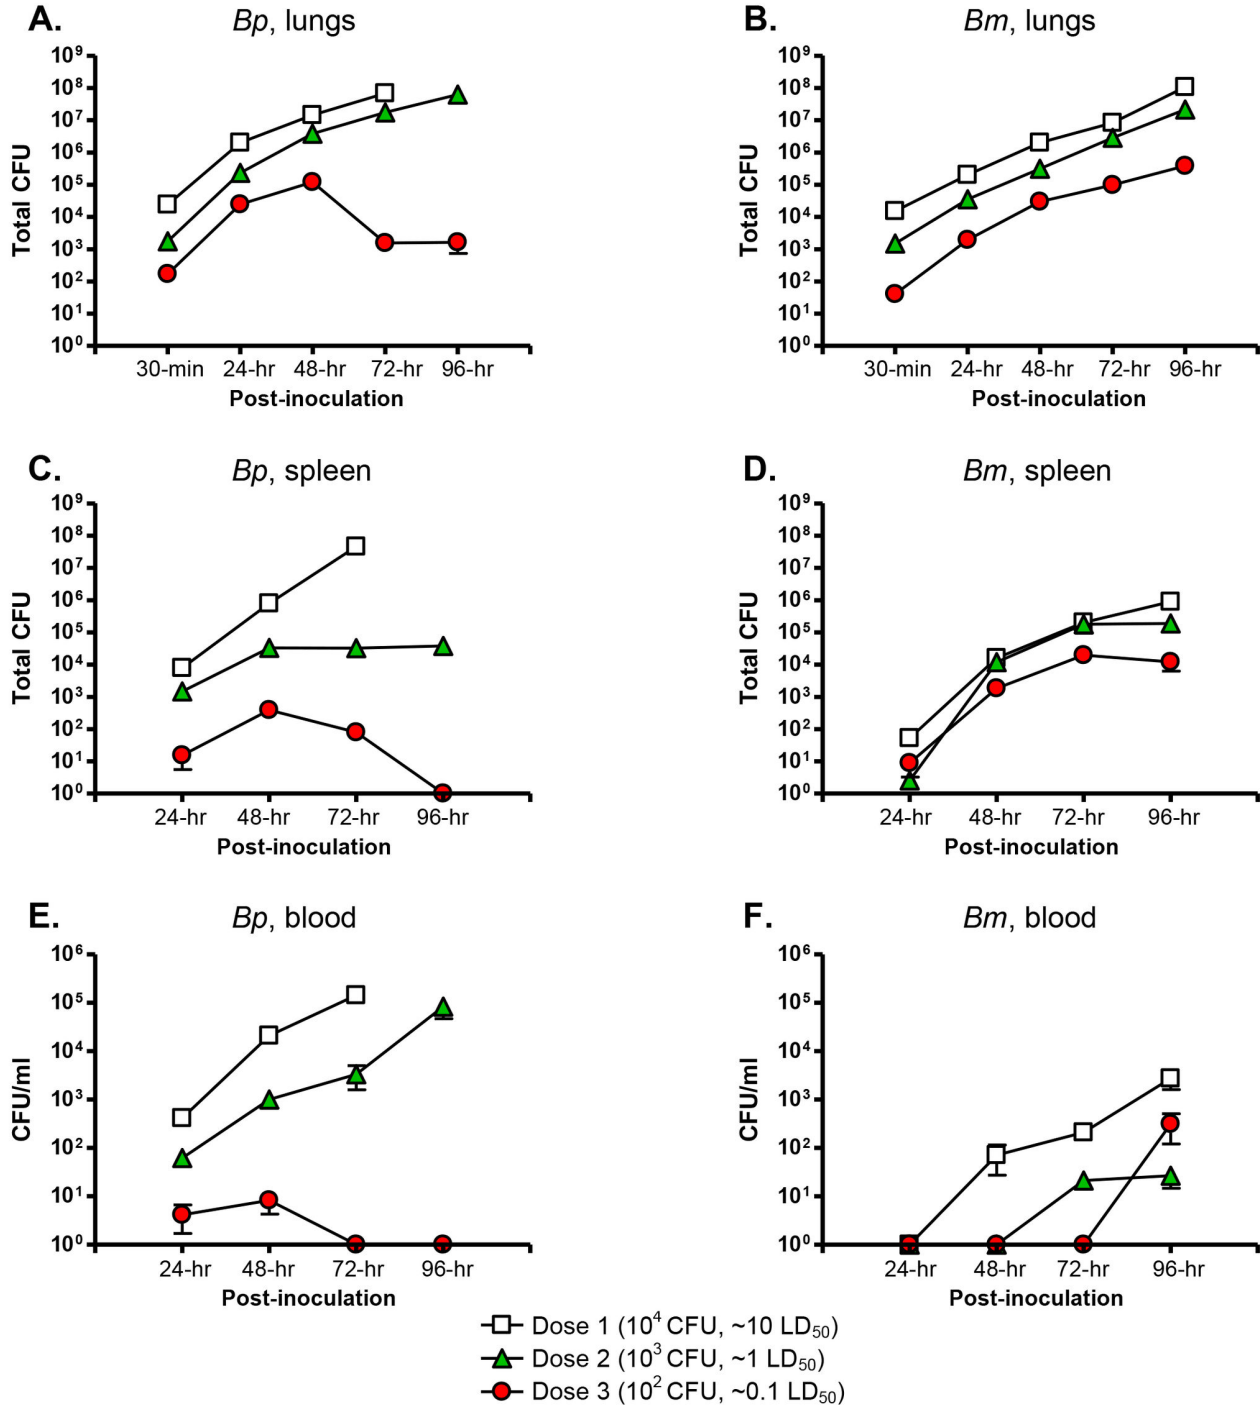 A. Bp, lungs
B. Bm, lungs
Total CFU
10⁹
10⁸
10⁷
10⁶
10⁵
10⁴
10³
10²
10¹
10⁰
30-min 24-hr 48-hr 72-hr 96-hr
Post-inoculation
Total CFU
10⁹
10⁸
10⁷
10⁶
10⁵
10⁴
10³
10²
10¹
10⁰
30-min 24-hr 48-hr 72-hr 96-hr
Post-inoculation
C. Bp, spleen
D. Bm, spleen
Total CFU
10⁹
10⁸
10⁷
10⁶
10⁵
10⁴
10³
10²
10¹
10⁰
24-hr 48-hr 72-hr 96-hr
Post-inoculation
Total CFU
10⁹
10⁸
10⁷
10⁶
10⁵
10⁴
10³
10²
10¹
10⁰
24-hr 48-hr 72-hr 96-hr
Post-inoculation
E. Bp, blood
F. Bm, blood
CFU/ml
10⁶
10⁵
10⁴
10³
10²
10¹
10⁰
24-hr 48-hr 72-hr 96-hr
Post-inoculation
CFU/ml
10⁶
10⁵
10⁴
10³
10²
10¹
10⁰
24-hr 48-hr 72-hr 96-hr
Post-inoculation
Dose 1 (10⁴ CFU, ~10 LD₅₀)
Dose 2 (10³ CFU, ~1 LD₅₀)
Dose 3 (10² CFU, ~0.1 LD₅₀)